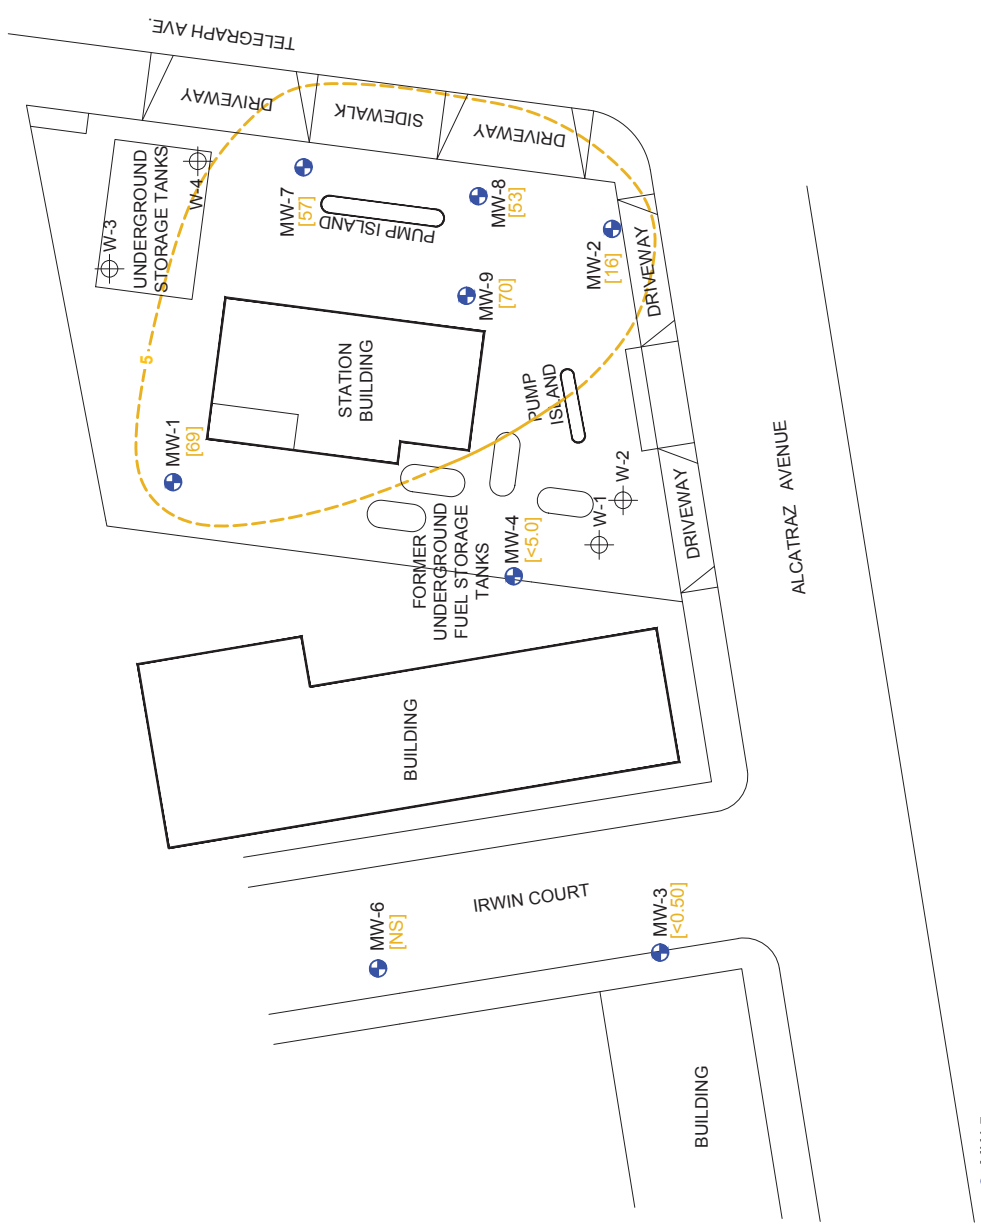 TELEGRAPH AVE.
DRIVEWAY
SIDEWALK
DRIVEWAY
DRIVEWAY
DRIVEWAY
W-3
UNDERGROUND
STORAGE TANKS
W-4
MW-7
[57]
PUMP ISLAND
MW-8
[53]
MW-2
[16]
MW-9
[70]
STATION
BUILDING
5
MW-1
[69]
PUMP
ISLAND
W-2
W-1
MW-4
[<5.0]
FORMER
UNDERGROUND
FUEL STORAGE
TANKS
ALCATRAZ AVENUE
BUILDING
IRWIN COURT
MW-6
[NS]
MW-3
[<0.50]
BUILDING